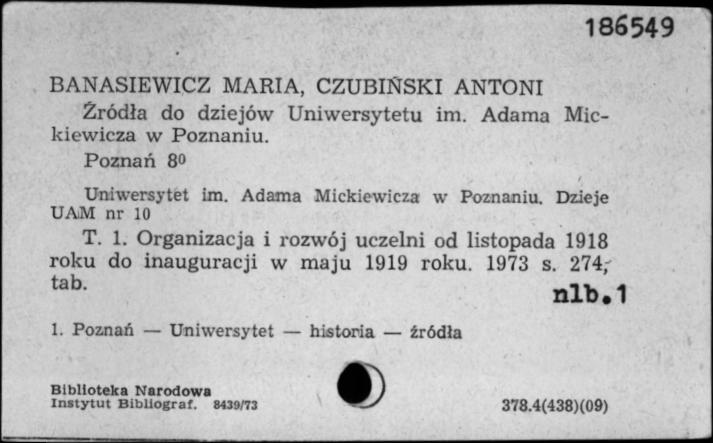 186549
BANASIEWICZ MARIA, CZUBIŃSKI ANTONI
Źródła do dziejów Uniwersytetu im. Adama Mic-
kiewicza w Poznaniu.
Poznań 8º
Uniwersytet im. Adama Mickiewicza w Poznaniu. Dzieje
UAM nr 10
T. 1. Organizacja i rozwój uczelni od listopada 1918
roku do inauguracji w maju 1919 roku. 1973 s. 274,
tab.
nlb.1
1. Poznań — Uniwersytet — historia — źródła
Biblioteka Narodowa
Instytut Bibliograf. 8439/73
378.4(438)(09)